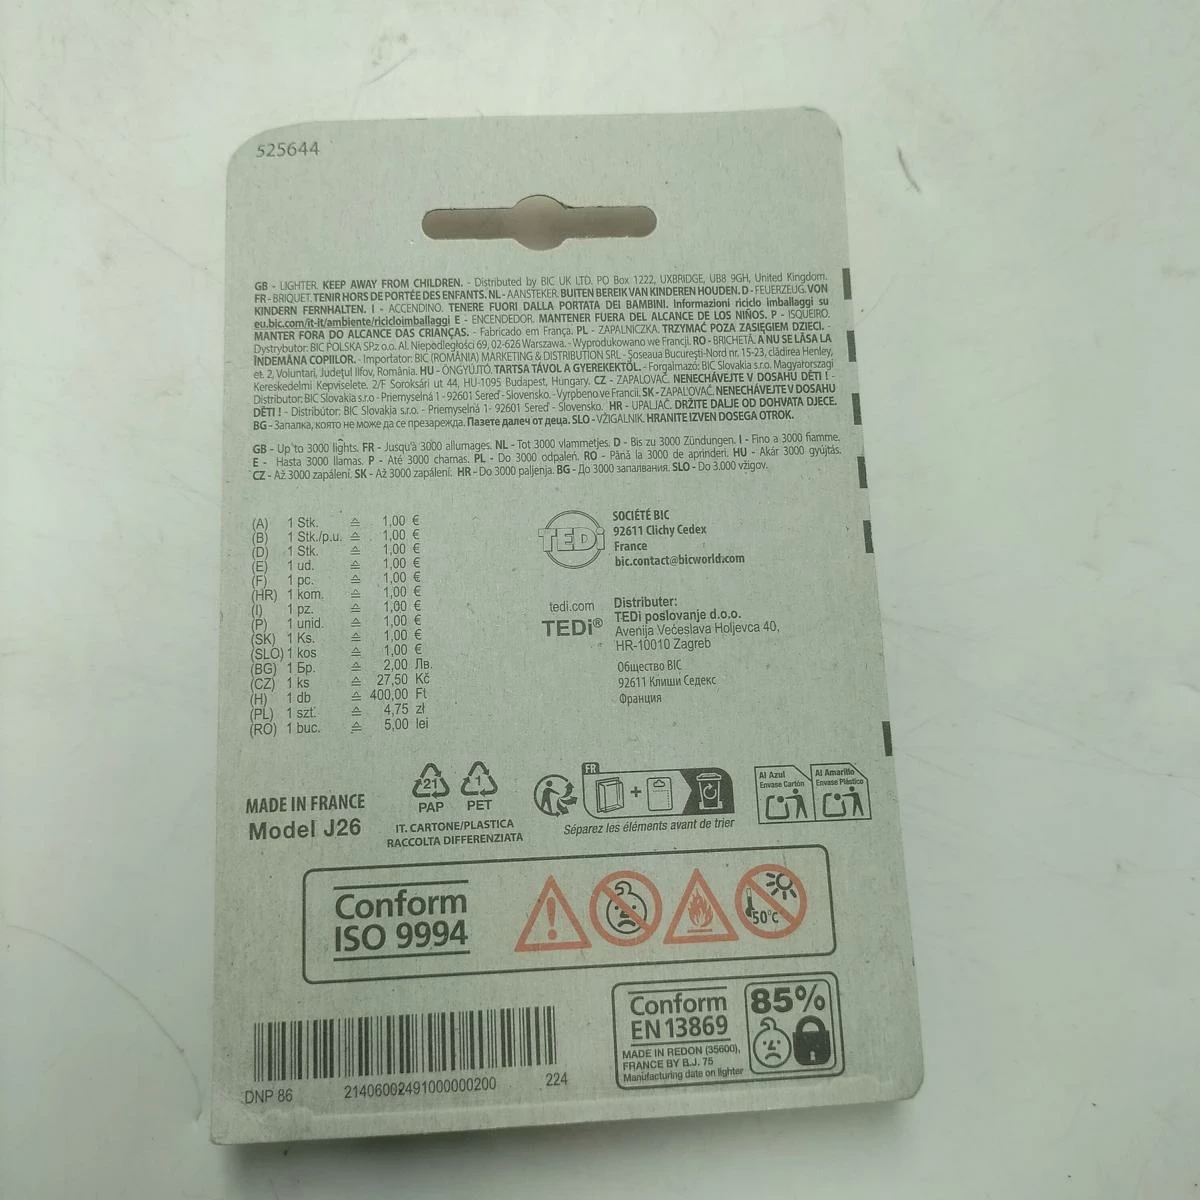 525644
GB - LIGHTER. KEEP AWAY FROM CHILDREN. - Distributed by BIC UK LTD. PO Box 1222, UXBRIDGE, UB8 9GH, United Kingdom.
FR - BRIQUET. TENIR HORS DE PORTÉE DES ENFANTS. NL - AANSTEKER. BUITEN BEREIK VAN KINDEREN HOUDEN. D - FEUERZEUG. VON
KINDERN FERNHALTEN. I - ACCENDINO. TENERE FUORI DALLA PORTATA DEI BAMBINI. Informazioni riciclo imballaggi su
eu.bic.com/it-it/ambiente/ricicloimballaggi E - ENCENDEDOR. MANTENER FUERA DEL ALCANCE DE LOS NIÑOS. P - ISQUEIRO.
MANTER FORA DO ALCANCE DAS CRIANÇAS. - Fabricado em França. PL - ZAPALNICZKA. TRZYMAĆ POZA ZASIĘGIEM DZIECI. -
Dystrybutor: BIC POLSKA SP.z o.o. Al. Niepodległości 69, 02-626 Warszawa. - Wyprodukowano we Francji. RO - BRICHETĂ. A NU SE LĂSA LA
ÎNDEMÂNA COPIILOR. - Importator: BIC (ROMÂNIA) MARKETING & DISTRIBUTION SRL - Șoseaua București-Nord nr. 15-23, clădirea Henley,
et. 2, Voluntari, Județul Ilfov, România. HU - ÖNGYÚJTÓ. TARTSA TÁVOL A GYEREKEKTŐL. - Forgalmazó: BIC Slovakia s.r.o. Magyarországi
Kereskedelmi Képviselete. 2/F Soroksári út 44, HU-1095 Budapest, Hungary. CZ - ZAPALOVAČ. NENECHÁVEJTE V DOSAHU DĚTÍ ! -
Distributor: BIC Slovakia s.r.o. - Priemyselná 1 - 92601 Sereď - Slovensko. - Vyrobeno ve Francii. SK - ZAPAĽOVAČ. NENECHÁVEJTE V DOSAHU
DĚTÍ ! - Distribútor: BIC Slovakia s.r.o. - Priemyselná 1 - 92601 Sereď - Slovensko. HR - UPALJAČ. DRŽITE DALJE OD DOHVATA DJECE.
BG - Запалка, която не може да се презарежда. Пазете далеч от деца. SLO - VŽIGALNIK. HRANITE IZVEN DOSEGA OTROK.
GB - Up to 3000 lights. FR - Jusqu'à 3000 allumages. NL - Tot 3000 vlammetjes. D - Bis zu 3000 Zündungen. I - Fino a 3000 fiamme.
E - Hasta 3000 llamas. P - Até 3000 chamas. PL - Do 3000 odpaleń. RO - Până la 3000 de aprinderi. HU - Akár 3000 gyújtás.
CZ - Až 3000 zapálení. SK - Až 3000 zapálení. HR - Do 3000 paljenja. BG - До 3000 запалвания. SLO - Do 3.000 vžigov.
(A) 1 Stk. ≙ 1,00 €
(B) 1 Stk./p.u. ≙ 1,00 €
(D) 1 Stk. ≙ 1,00 €
(E) 1 ud. ≙ 1,00 €
(F) 1 pc. ≙ 1,00 €
(HR) 1 kom. ≙ 1,00 €
(I) 1 pz. ≙ 1,00 €
(P) 1 unid. ≙ 1,00 €
(SK) 1 Ks. ≙ 1,00 €
(SLO) 1 kos ≙ 1,00 €
(BG) 1 Бр. ≙ 2,00 Лв.
(CZ) 1 ks ≙ 27,50 Kč
(H) 1 db ≙ 400,00 Ft
(PL) 1 szt. ≙ 4,75 zł
(RO) 1 buc. ≙ 5,00 lei
TEDi
SOCIÉTÉ BIC
92611 Clichy Cedex
France
bic.contact@bicworld.com
tedi.com
TEDi®
Distributer:
TEDi poslovanje d.o.o.
Avenija Većeslava Holjevca 40,
HR-10010 Zagreb
Общество BIC
92611 Клиши Седекс
Франция
MADE IN FRANCE
Model J26
21
PAP
1
PET
IT. CARTONE/PLASTICA
RACCOLTA DIFFERENZIATA
FR
+
Séparez les éléments avant de trier
Al Azul
Envase Cartón
Al Amarillo
Envase Plástico
Conform
ISO 9994
50°C
Conform
EN 13869
MADE IN REDON (35600),
FRANCE BY B.J. 75
Manufacturing date on lighter
85%
DNP 86
21406002491000000200
224